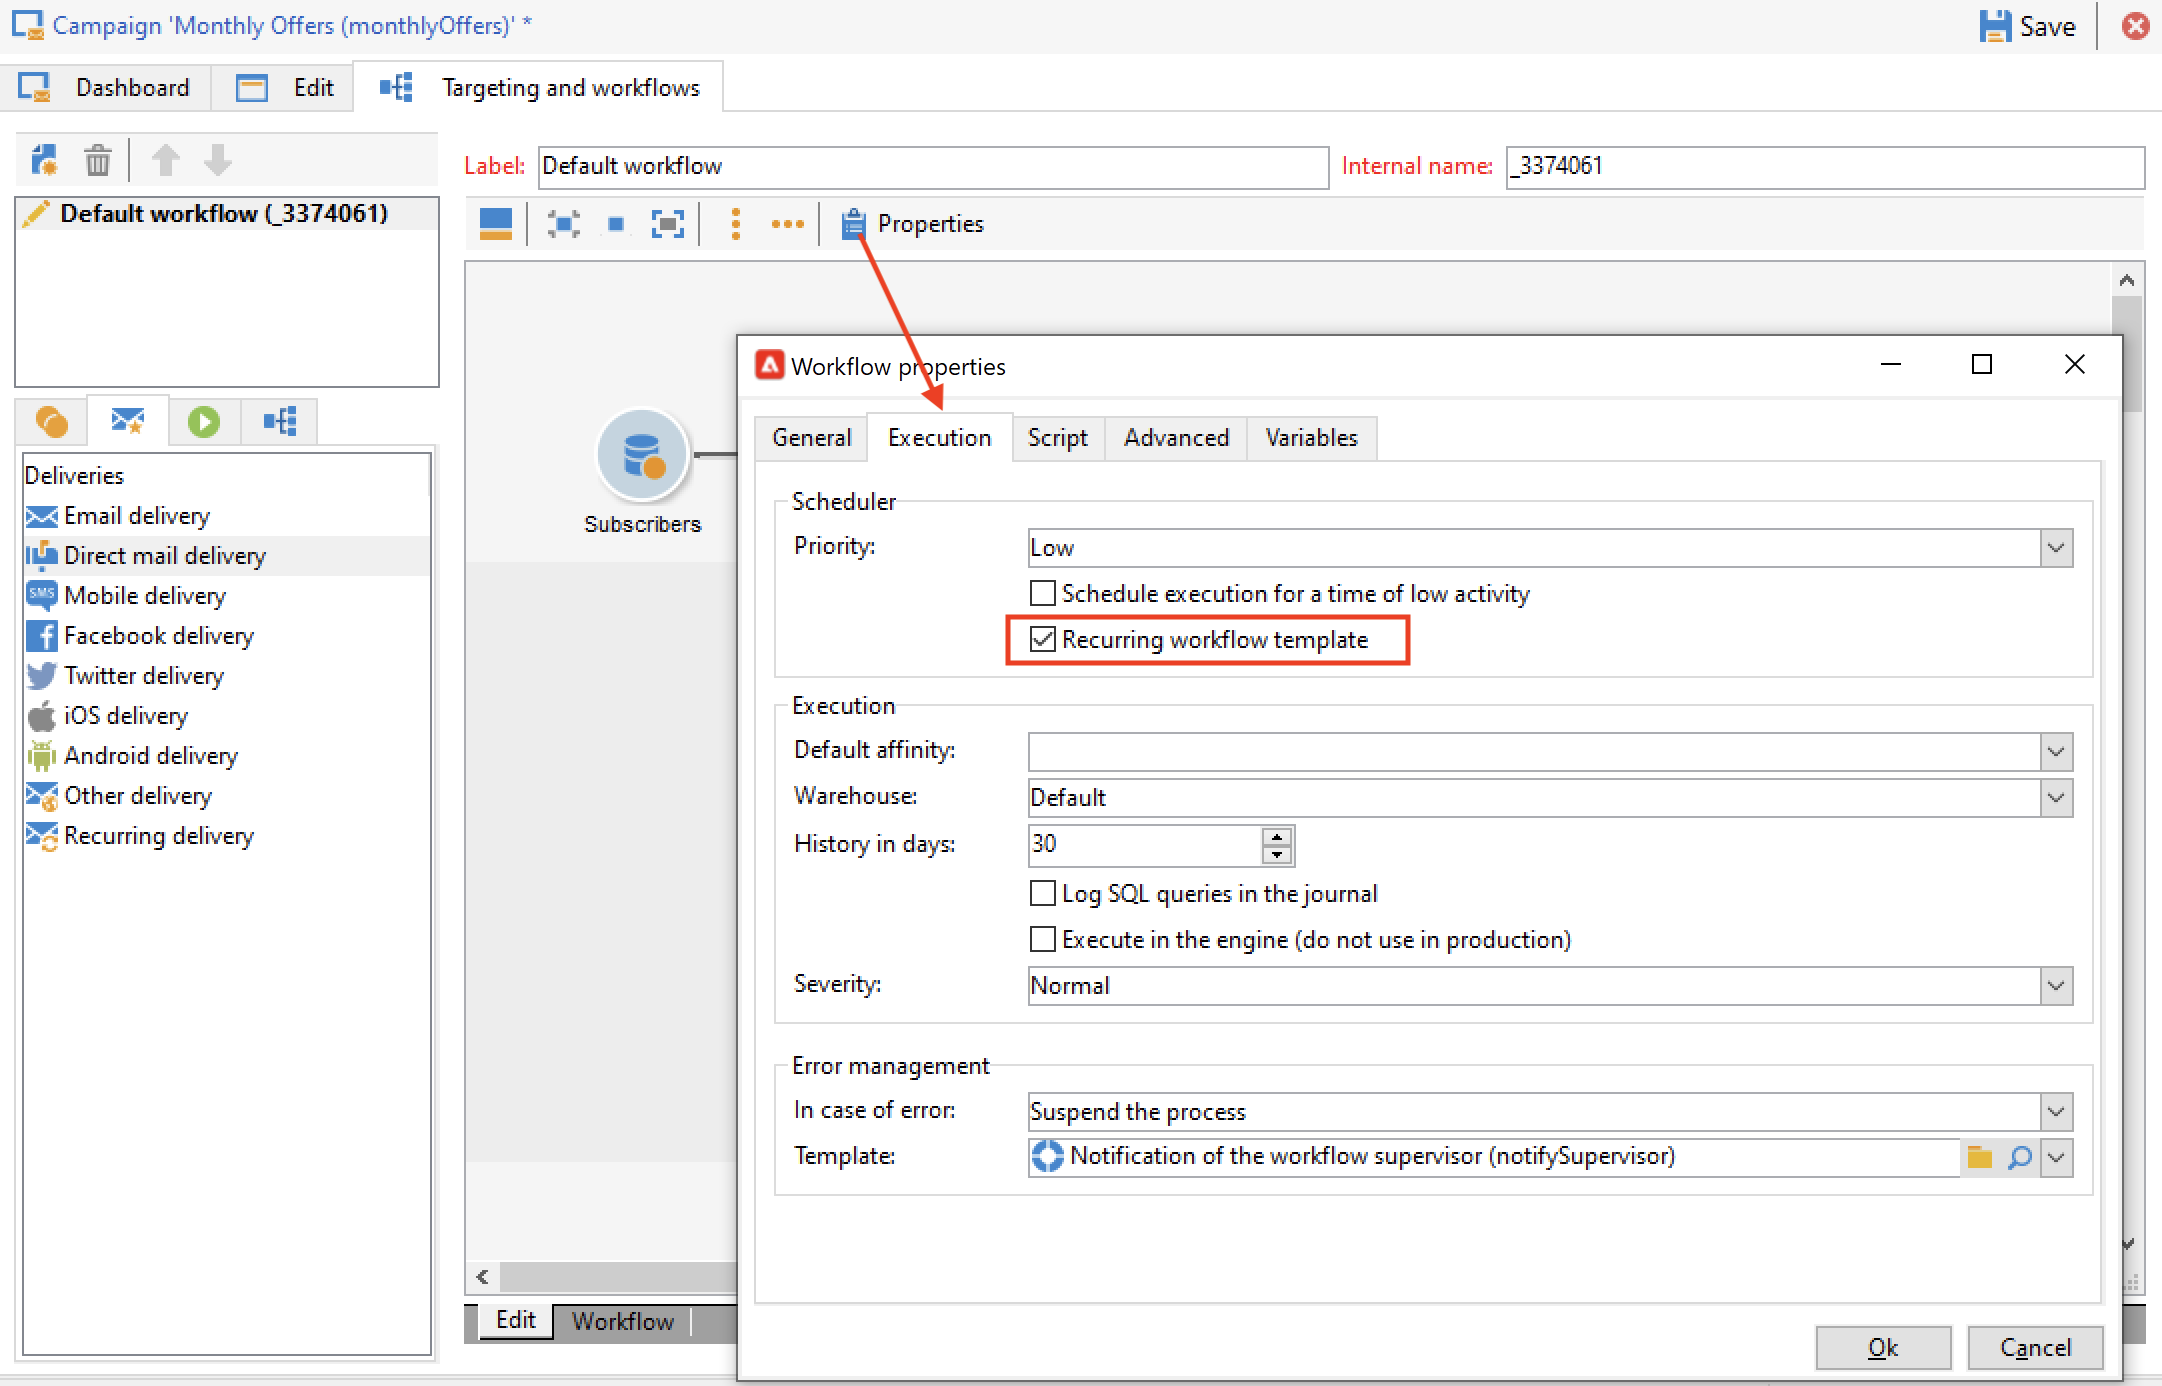 Campaign 'Monthly Offers (monthlyOffers)' *
Save
Dashboard
Edit
Targeting and workflows
Label:
Default workflow
Internal name:
_3374061
Default workflow (_3374061)
Properties
Deliveries
Email delivery
Direct mail delivery
SMS
Mobile delivery
Facebook delivery
Twitter delivery
iOS delivery
Android delivery
Other delivery
Recurring delivery
Subscribers
Edit
Workflow
Workflow properties
General
Execution
Script
Advanced
Variables
Scheduler
Priority:
Low
Schedule execution for a time of low activity
Recurring workflow template
Execution
Default affinity:
Warehouse:
Default
History in days:
30
Log SQL queries in the journal
Execute in the engine (do not use in production)
Severity:
Normal
Error management
In case of error:
Suspend the process
Template:
Notification of the workflow supervisor (notifySupervisor)
Ok
Cancel